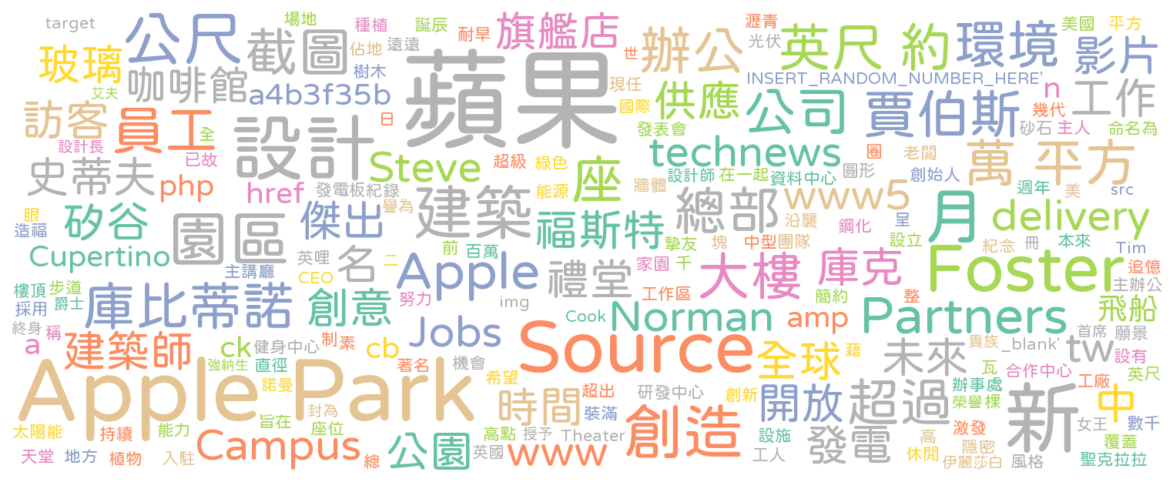 target
公尺
截圖
場地
種植
誕辰
耐旱
旗艦店
世
辦公
瀝青
光伏
英尺
約
環境
美國
平方
影片
玻璃
艾夫
咖啡館
佔地
遠遠
樹木
a4b3f35b
蘋果
現任
國際
供應
INSERT_RANDOM_NUMBER_HERE'
公司
n
幾代
工作
訪客
員工
全
日
設計
發表會
賈伯斯
砂石
主人
命名為
設計長
已故
史蒂夫
php
href
發電板紀錄
Steve
超級
綠色
能源
譽為
座
牆體
technews
設計師
在一起
資料中心
圈
圓形
老闆
創始人
萬
平方
週年
美
src
眼
造福
矽谷
園區
傑出
建築
前
百萬
福斯特
摯友
總部
塊
中型
團隊
www5
沿襲
鋼化
呈
設立
月
紀念
冊
delivery
本來
Tim
追憶
Cupertino
主講廳
英哩
CEO
名
二
Apple
禮堂
家園
千
大樓
庫克
簡約
整
Foster
主辦公
樓頂
步道
採用
爵士
庫比蒂諾
創意
努力
工作區
img
Cook
Norman
amp
Partners
飛船
首席
願景
終身
稱
a
建築師
強納生
ck
健身中心
直徑
制素
cb
著名
Jobs
機會
Source
全球
藉
未來
貴族
_blank'
tw
設有
瓦
合作中心
工廠
英尺
Apple Park
諾曼
希望
時間
超出
研發中心
裝滿
創新
開放
超過
辦事處
榮譽
棵
新
中
女王
數千
太陽能
持續
能力
旨在
封為
座位
高點
授予
Theater
創造
設施
發電
高
激發
隱密
覆蓋
天堂
地方
植物
入駐
Campus
總
公園
英國
www
工人
休閒
伊麗莎白
風格
聖克拉拉